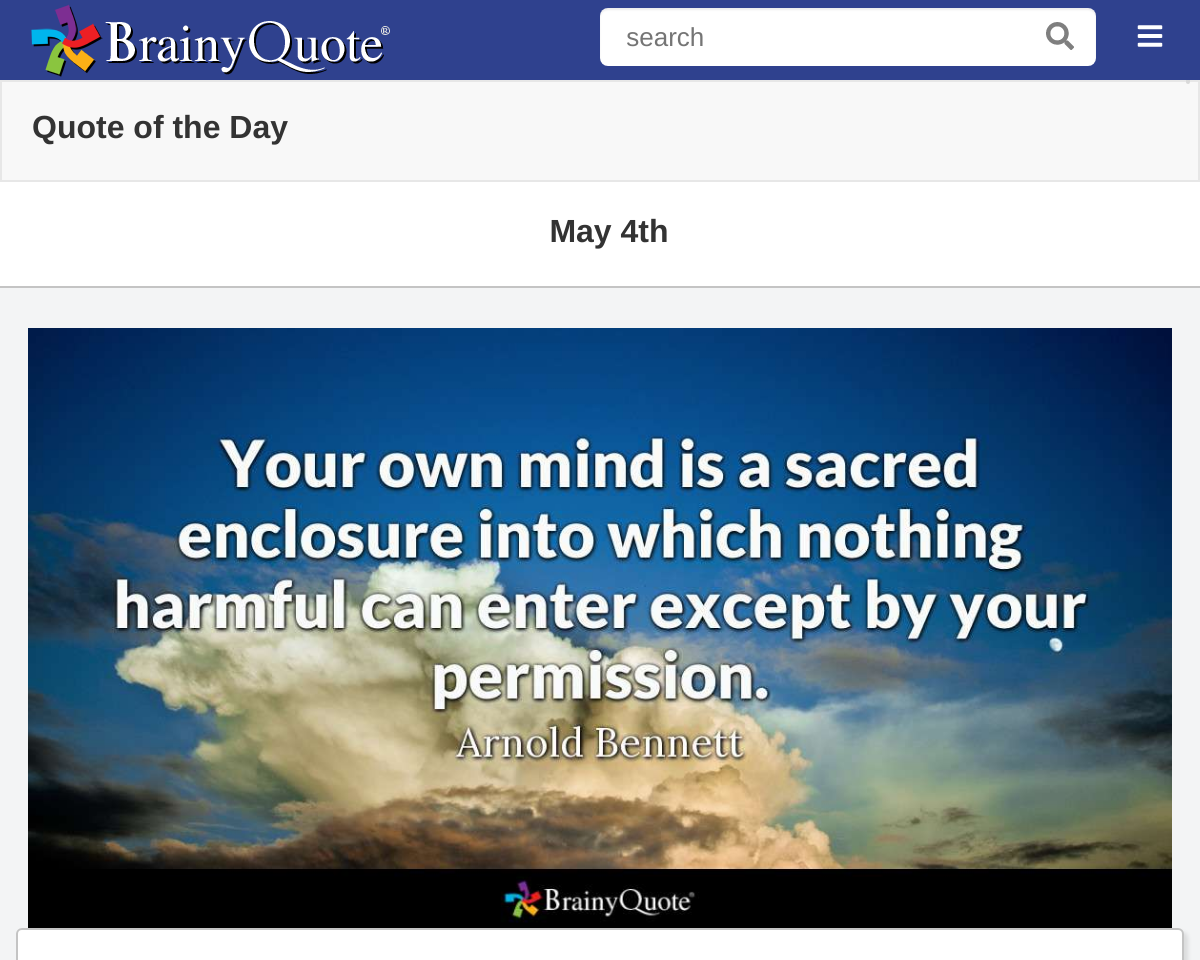 BrainyQuote®
search
Quote of the Day
May 4th
Your own mind is a sacred
enclosure into which nothing
harmful can enter except by your
permission.
Arnold Bennett
BrainyQuote®